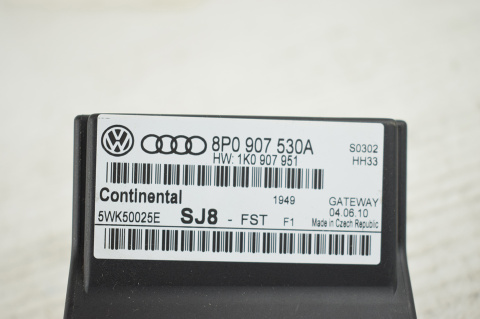 8P0 907 530A
HW: 1K0 907 951
S0302
HH33
Continental
5WK50025E
SJ8 - FST F1
1949
GATEWAY
04.06.10
Made in Czech Republic